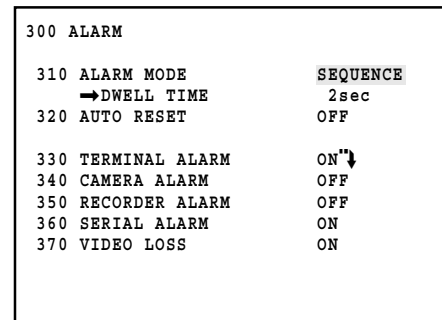 300 ALARM
310 ALARM MODE SEQUENCE
➡DWELL TIME 2sec
320 AUTO RESET OFF
330 TERMINAL ALARM ON
340 CAMERA ALARM OFF
350 RECORDER ALARM OFF
360 SERIAL ALARM ON
370 VIDEO LOSS ON